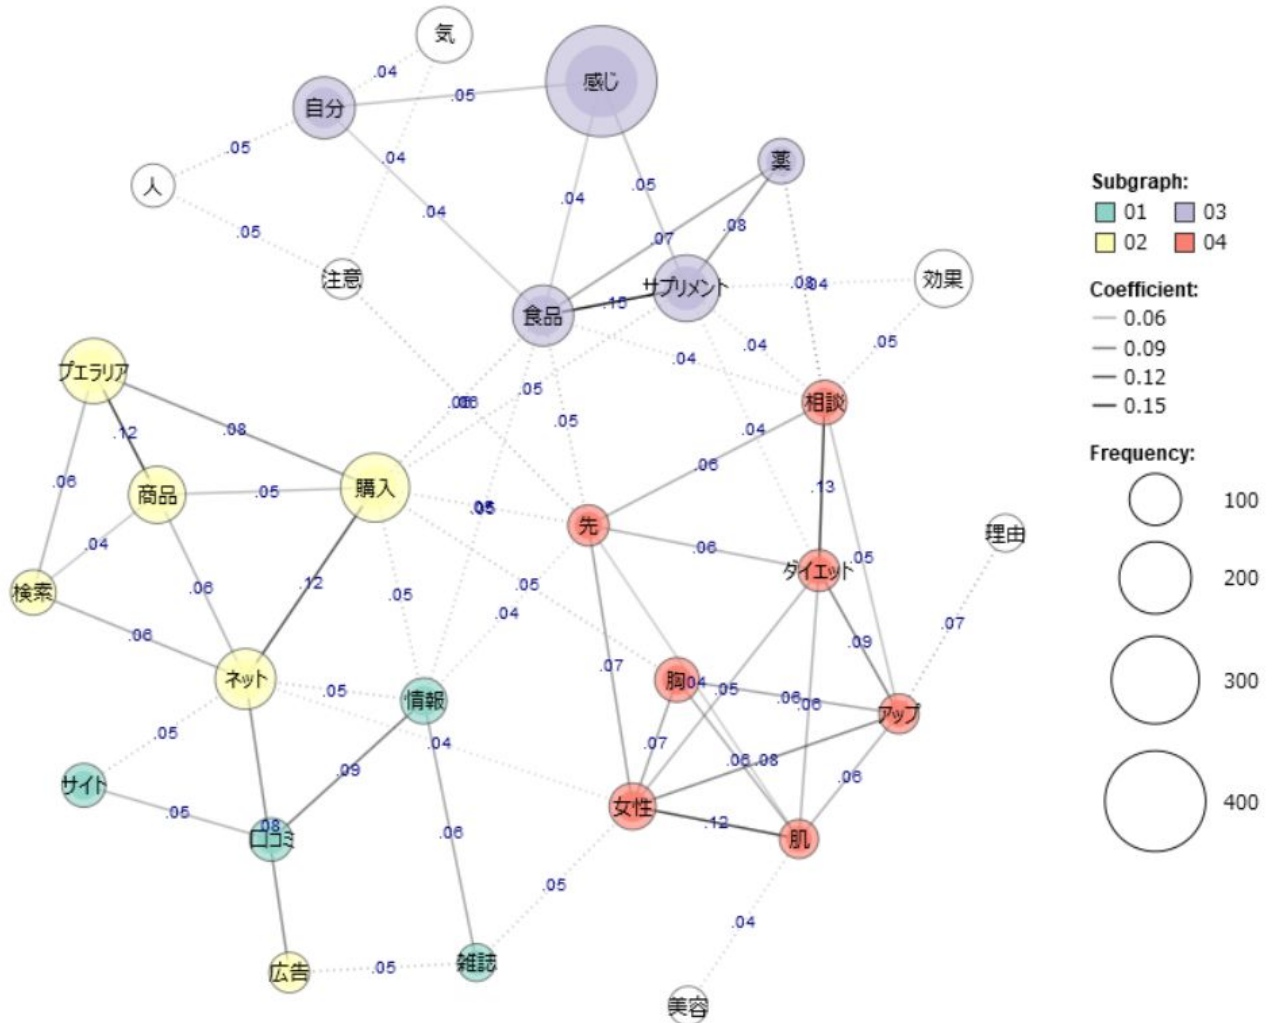 気
.04
感じ
.05
自分
薬
.05
.04
人
.05
.04
.04
.05
.08
.07
注意
サプリメント
効果
食品
.15
.04
.04
.04
.05
プエラリア
.05
相談
.06
.05
.12
.08
.04
.06
.13
.06
商品
.05
購入
先
理由
.04
.06
ダイエット
.05
検索
.06
.12
.05
.05
.04
.07
.06
.09
ネット
.05
情報
.07
胸
.04
.05
.06
.06
アップ
.05
.04
.07
サイト
.09
.06
.08
.06
.05
.08
口コミ
.06
女性
.12
肌
.05
.04
広告
.05
雑誌
美容
Subgraph:
01 03
02 04
Coefficient:
0.06
0.09
0.12
0.15
Frequency:
100
200
300
400